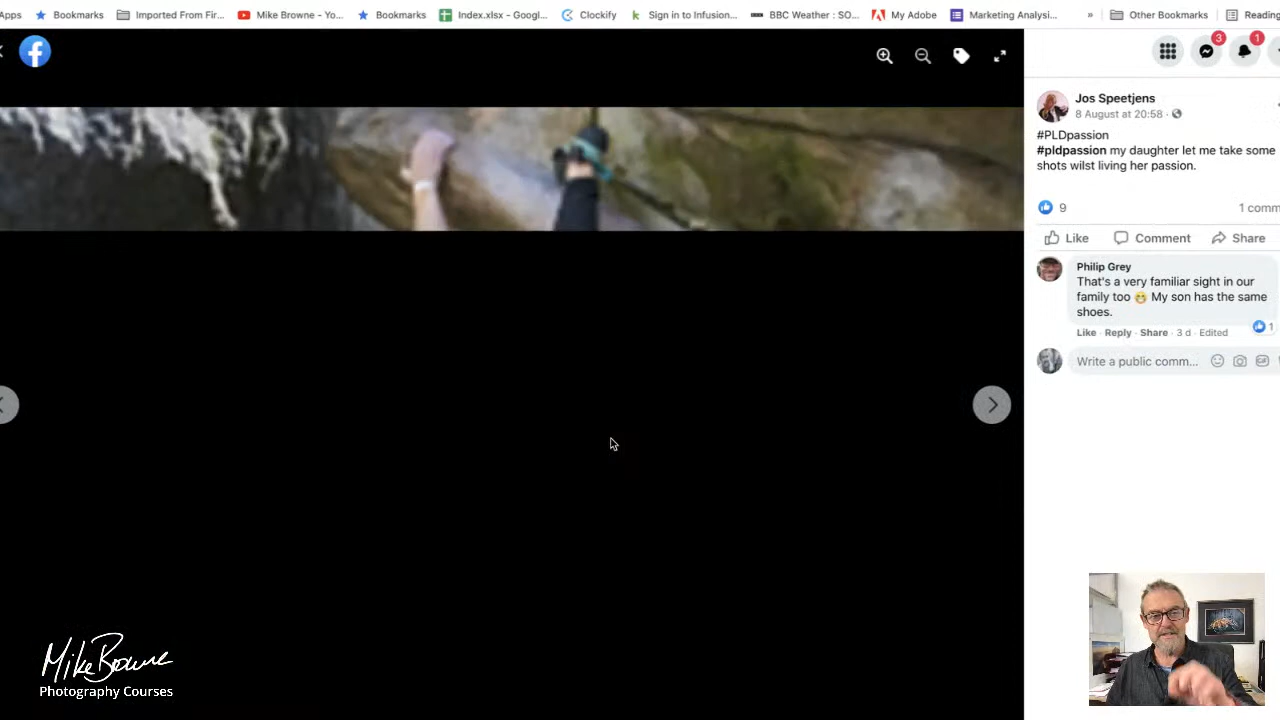 Apps Bookmarks Imported From Fir... Mike Browne - Yo... Bookmarks Index.xlsx - Googl... Clockify Sign in to Infusion... BBC Weather : SO... My Adobe Marketing Analysi... » Other Bookmarks Reading
3 1
Jos Speetjens
8 August at 20:58 ·
#PLDpassion
#pldpassion my daughter let me take some
shots wilst living her passion.
9 1 comm
Like Comment Share
Philip Grey
That's a very familiar sight in our
family too 😁 My son has the same
shoes.
1
Like · Reply · Share · 3 d · Edited
Write a public comm...
GIF
Mike Browne
Photography Courses